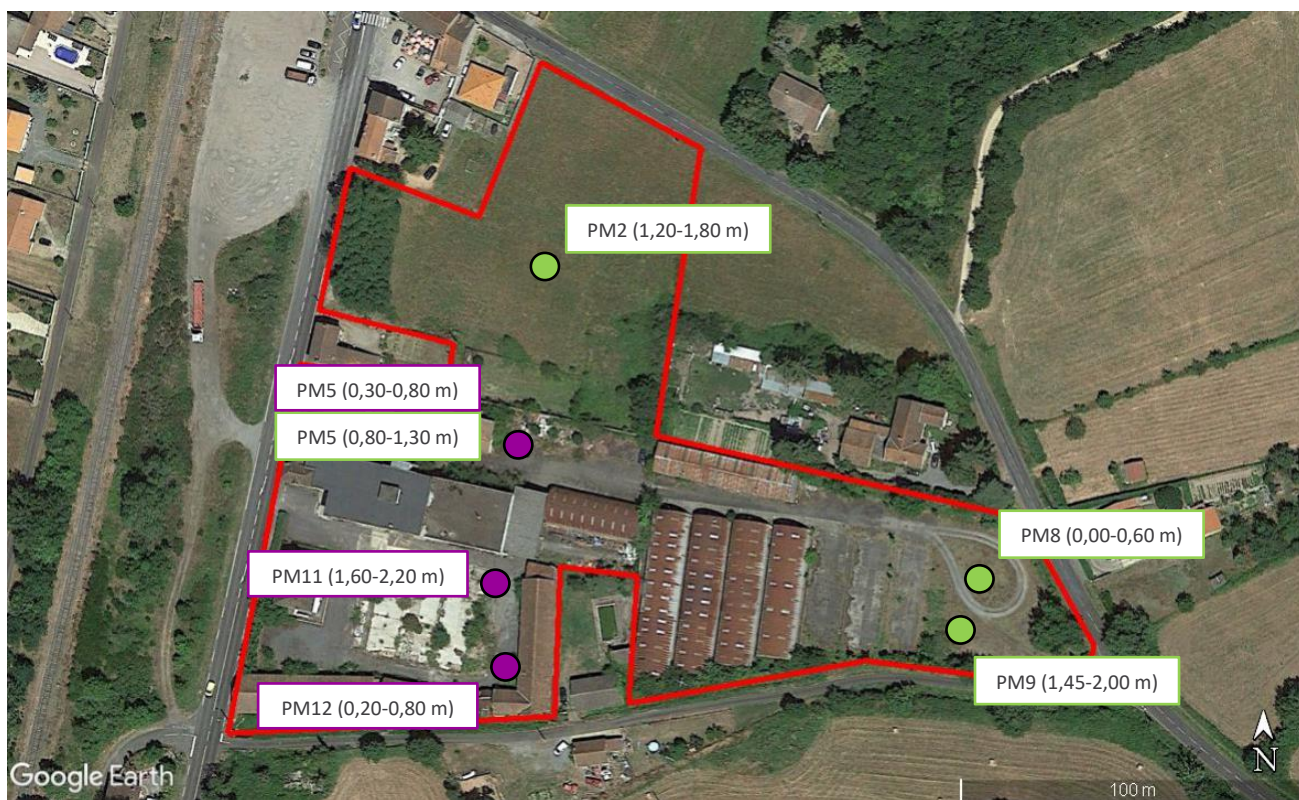 PM2 (1,20-1,80 m)
PM5 (0,30-0,80 m)
PM5 (0,80-1,30 m)
PM8 (0,00-0,60 m)
PM11 (1,60-2,20 m)
PM9 (1,45-2,00 m)
PM12 (0,20-0,80 m)
N
Google Earth
100 m